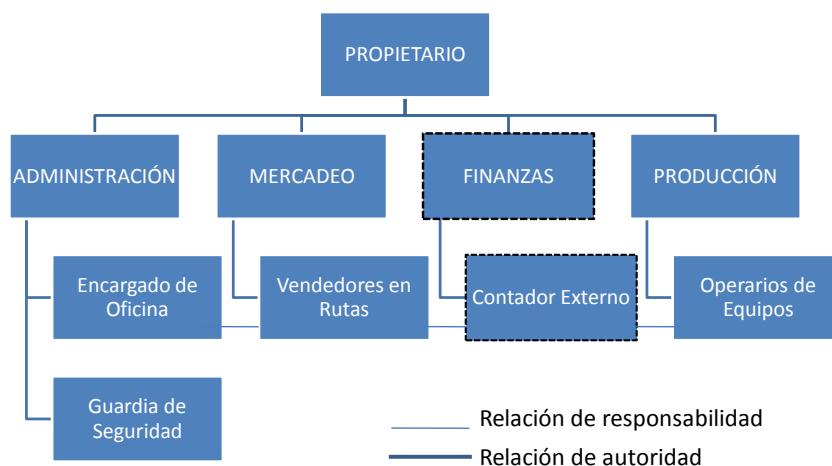 PROPIETARIO
ADMINISTRACIÓN
MERCADEO
FINANZAS
PRODUCCIÓN
Encargado de
Oficina
Vendedores en
Rutas
Contador Externo
Operarios de
Equipos
Guardia de
Seguridad
Relación de responsabilidad
Relación de autoridad